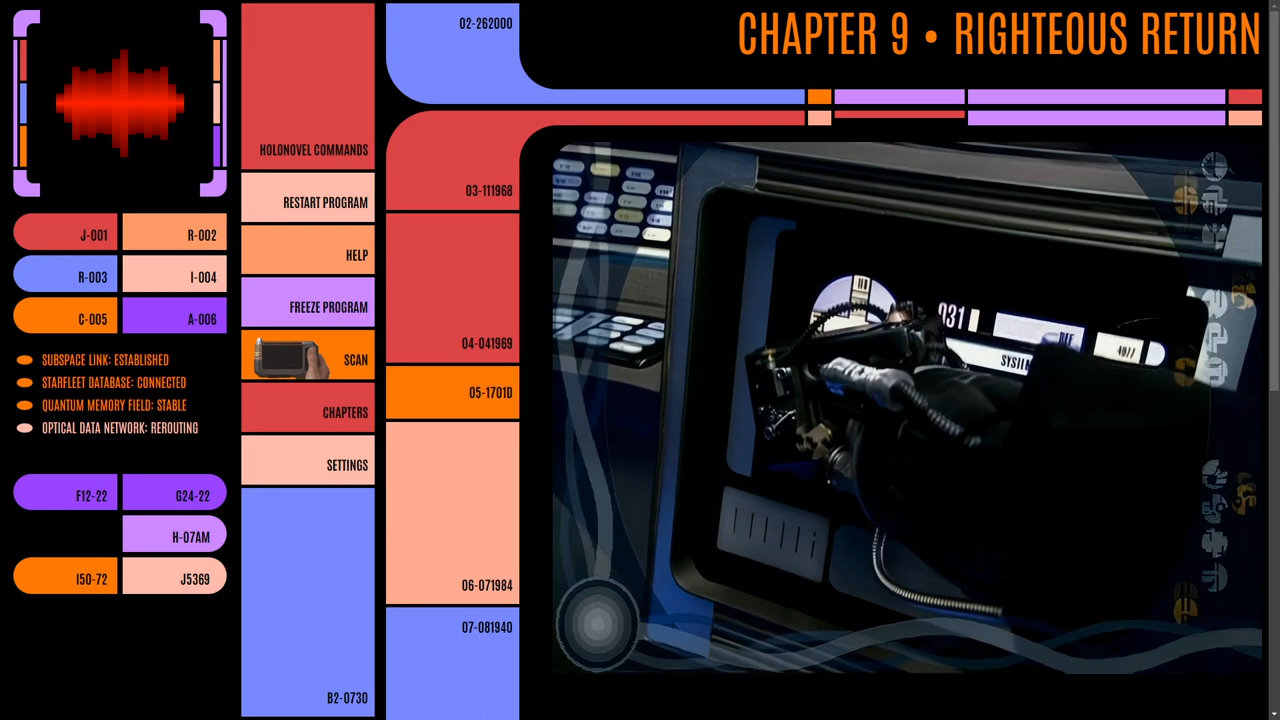 CHAPTER 9 • RIGHTEOUS RETURN
J-001
R-002
R-003
I-004
C-005
A-006
SUBSPACE LINK: ESTABLISHED
STARFLEET DATABASE: CONNECTED
QUANTUM MEMORY FIELD: STABLE
OPTICAL DATA NETWORK: REROUTING
F12-22
G24-22
H-07AM
I50-72
J5369
HOLONOVEL COMMANDS
RESTART PROGRAM
HELP
FREEZE PROGRAM
SCAN
CHAPTERS
SETTINGS
B2-0730
02-262000
03-111968
04-041969
05-1701D
06-071984
07-081940
031
4077